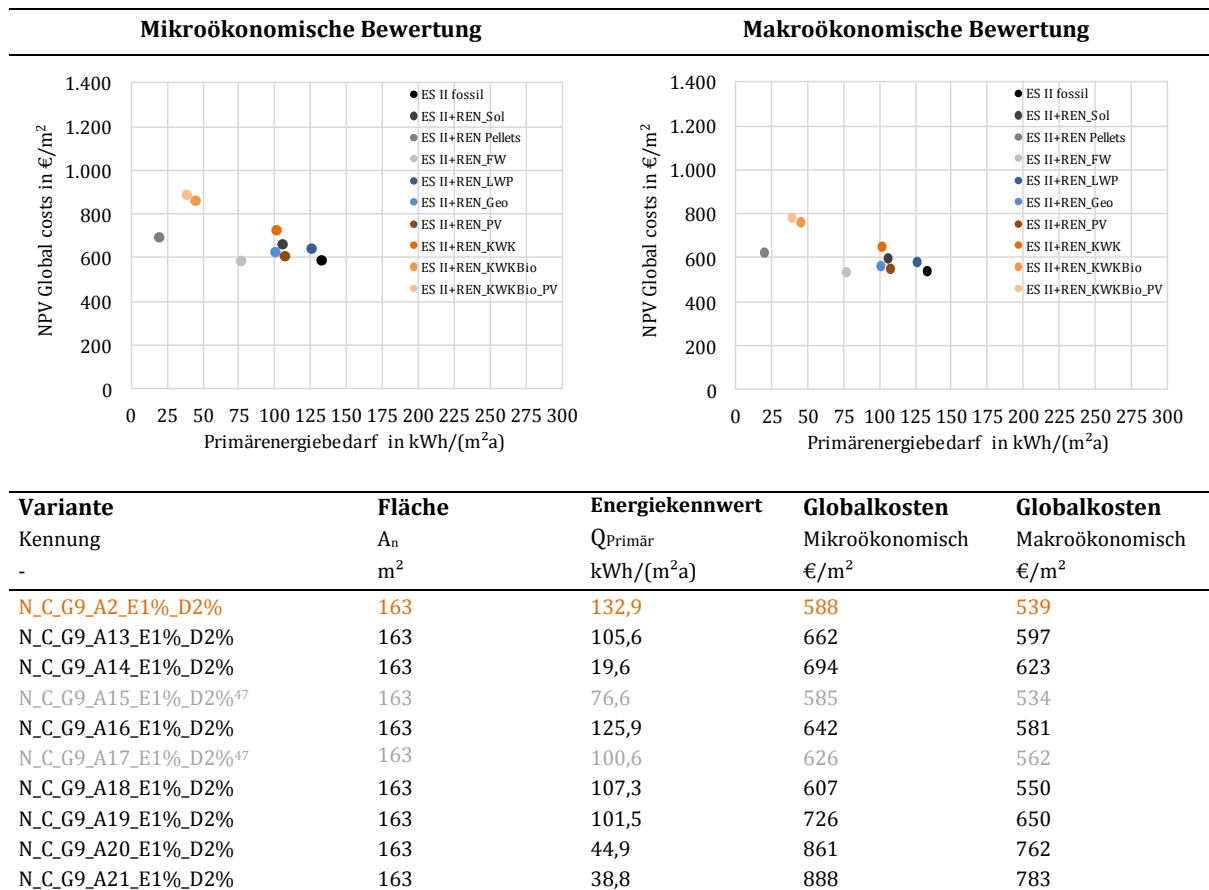 Mikroökonomische Bewertung Makroökonomische Bewertung
NPV Global costs in €/m²
1.400
1.200
1.000
800
600
400
200
0
0 25 50 75 100 125 150 175 200 225 250 275 300
Primärenergiebedarf in kWh/(m²a)
ES II fossil
ES II+REN_Sol
ES II+REN Pellets
ES II+REN_FW
ES II+REN_LWP
ES II+REN_Geo
ES II+REN_PV
ES II+REN_KWK
ES II+REN_KWKBio
ES II+REN_KWKBio_PV
NPV Global costs in €/m²
1.400
1.200
1.000
800
600
400
200
0
0 25 50 75 100 125 150 175 200 225 250 275 300
Primärenergiebedarf in kWh/(m²a)
ES II fossil
ES II+REN_Sol
ES II+REN Pellets
ES II+REN_FW
ES II+REN_LWP
ES II+REN_Geo
ES II+REN_PV
ES II+REN_KWK
ES II+REN_KWKBio
ES II+REN_KWKBio_PV
Variante Fläche Energiekennwert Globalkosten Globalkosten
Kennung An QPrimär Mikroökonomisch Makroökonomisch
- m² kWh/(m²a) €/m² €/m²
N_C_G9_A2_E1%_D2% 163 132,9 588 539
N_C_G9_A13_E1%_D2% 163 105,6 662 597
N_C_G9_A14_E1%_D2% 163 19,6 694 623
N_C_G9_A15_E1%_D2%⁴⁷ 163 76,6 585 534
N_C_G9_A16_E1%_D2% 163 125,9 642 581
N_C_G9_A17_E1%_D2%⁴⁷ 163 100,6 626 562
N_C_G9_A18_E1%_D2% 163 107,3 607 550
N_C_G9_A19_E1%_D2% 163 101,5 726 650
N_C_G9_A20_E1%_D2% 163 44,9 861 762
N_C_G9_A21_E1%_D2% 163 38,8 888 783